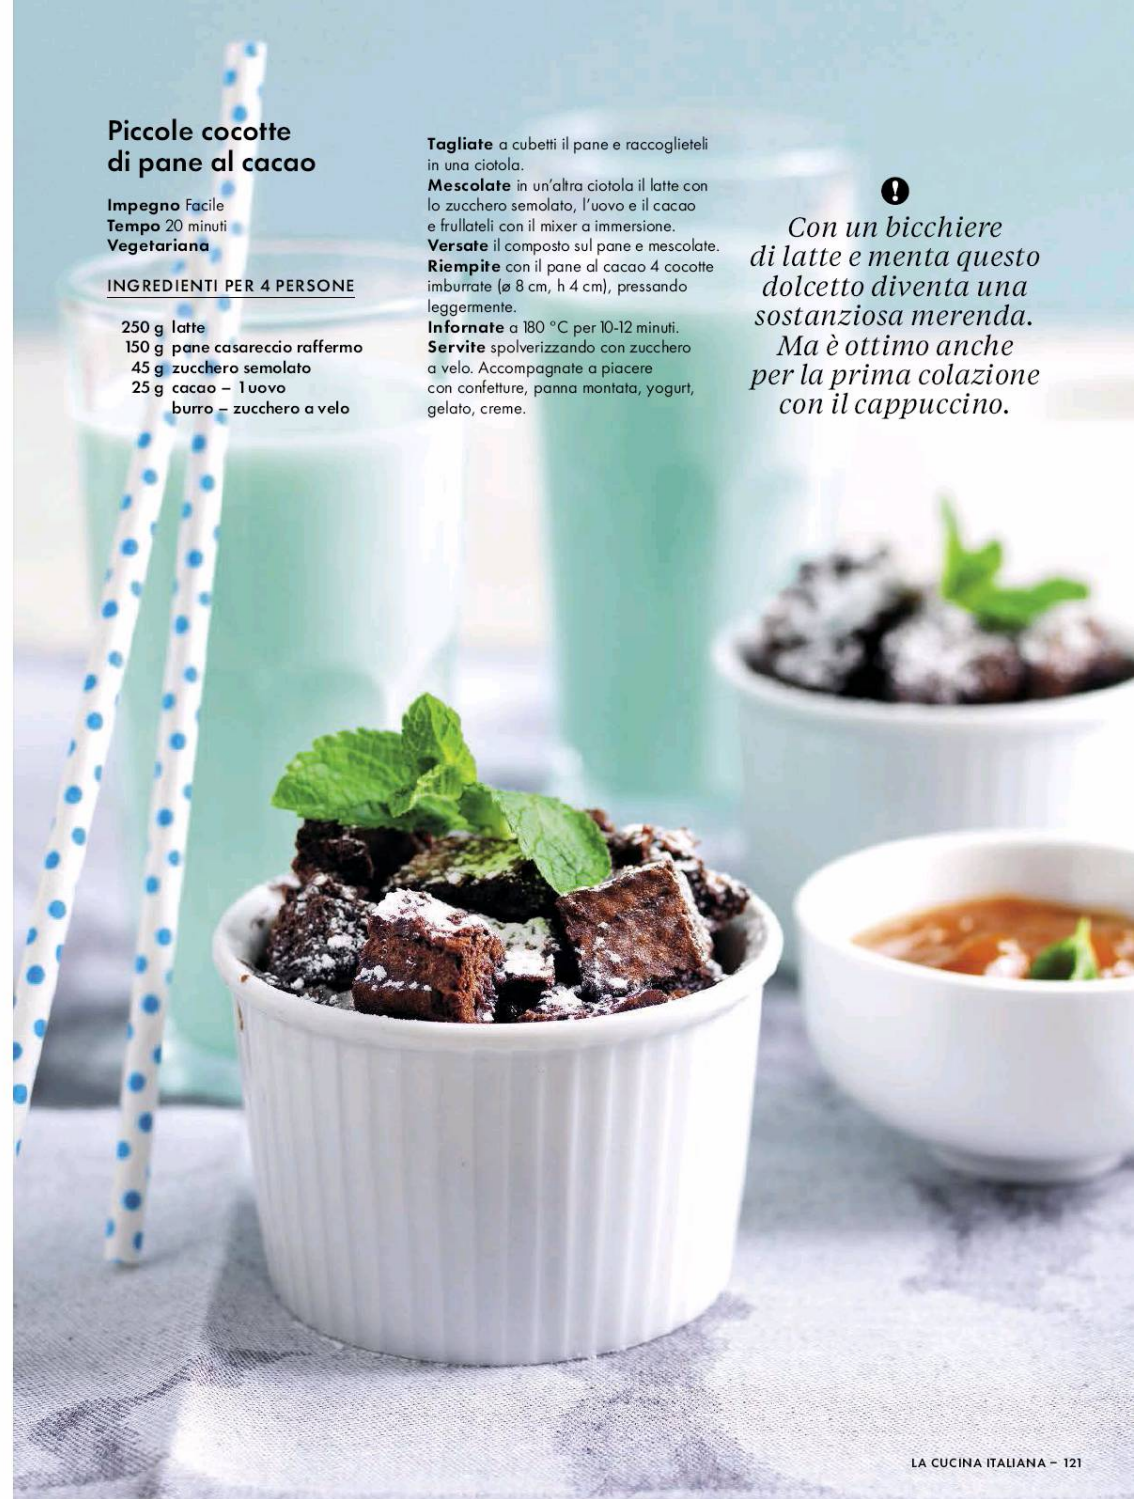 Piccole cocotte
di pane al cacao
Impegno Facile
Tempo 20 minuti
Vegetariana
INGREDIENTI PER 4 PERSONE
250 g latte
150 g pane casareccio raffermo
45 g zucchero semolato
25 g cacao – 1 uovo
burro – zucchero a velo
Tagliate a cubetti il pane e raccoglieteli
in una ciotola.
Mescolate in un'altra ciotola il latte con
lo zucchero semolato, l'uovo e il cacao
e frullateli con il mixer a immersione.
Versate il composto sul pane e mescolate.
Riempite con il pane al cacao 4 cocotte
imburrate (ø 8 cm, h 4 cm), pressando
leggermente.
Infornate a 180 °C per 10-12 minuti.
Servite spolverizzando con zucchero
a velo. Accompagnate a piacere
con confetture, panna montata, yogurt,
gelato, creme.
!
Con un bicchiere
di latte e menta questo
dolcetto diventa una
sostanziosa merenda.
Ma è ottimo anche
per la prima colazione
con il cappuccino.
LA CUCINA ITALIANA – 121